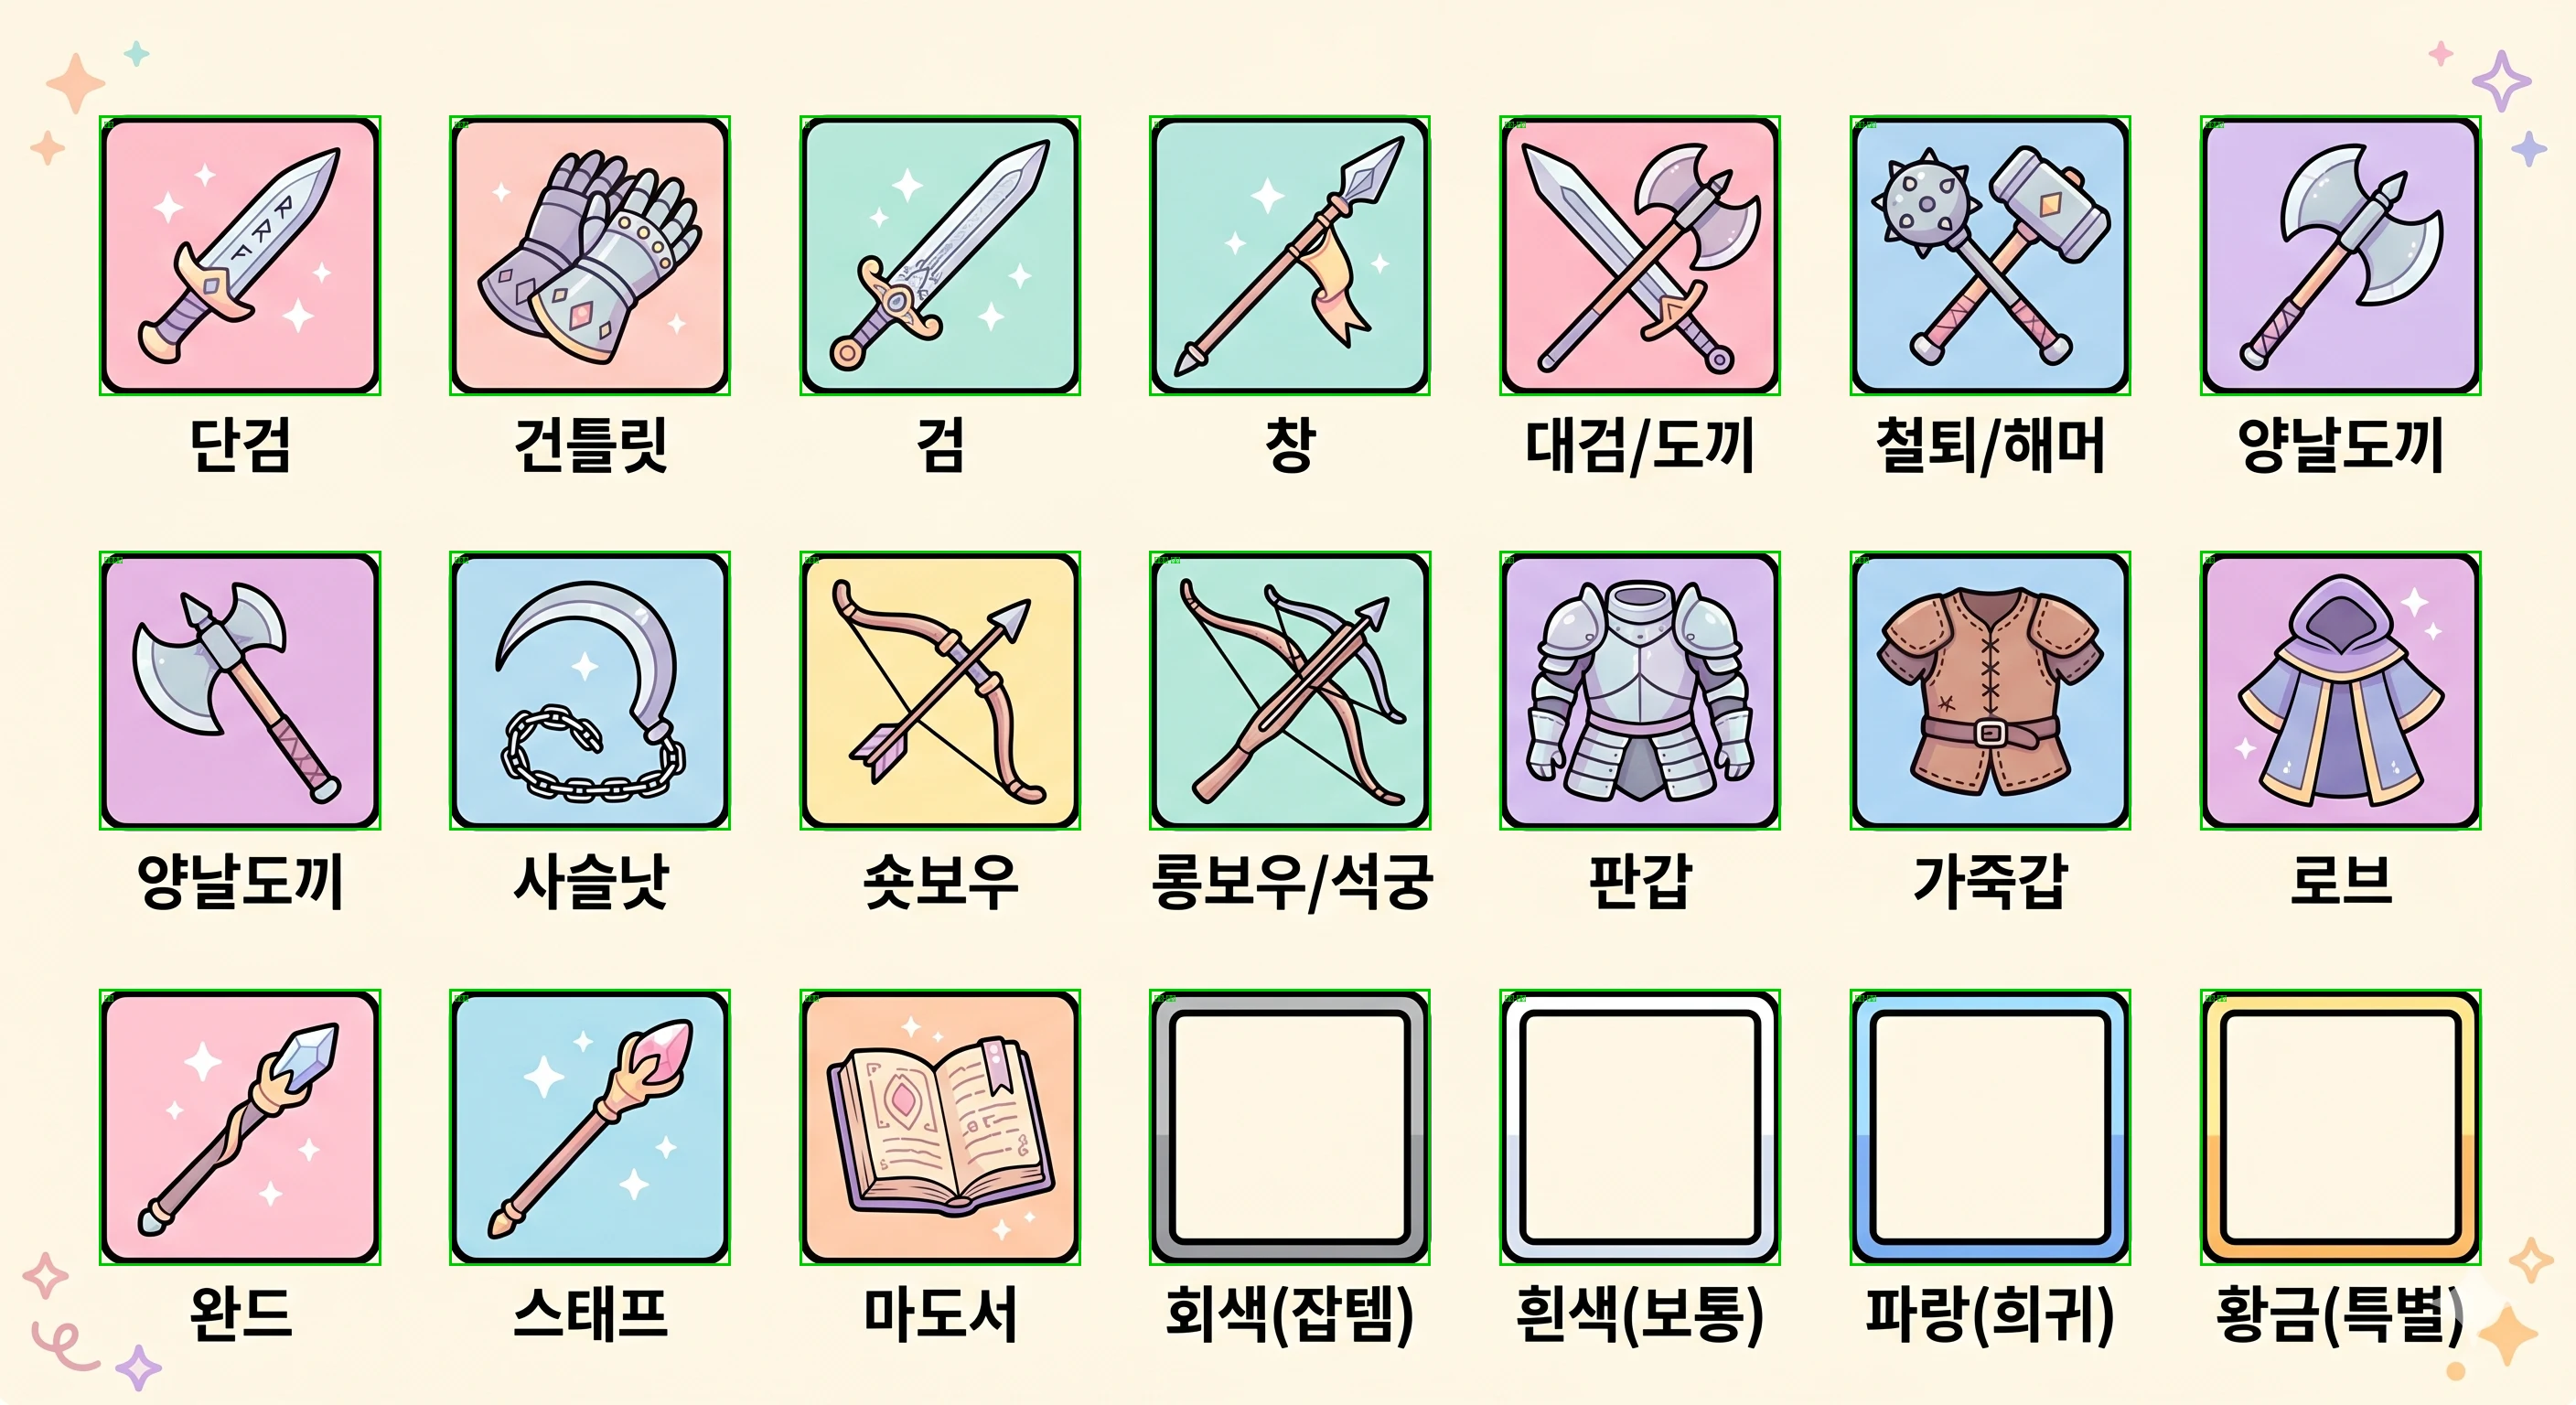 단검
건틀릿
검
창
대검/도끼
철퇴/해머
양날도끼
양날도끼
사슬낫
숏보우
롱보우/석궁
판갑
가죽갑
로브
완드
스태프
마도서
회색(잡템)
흰색(보통)
파랑(희귀)
황금(특별)